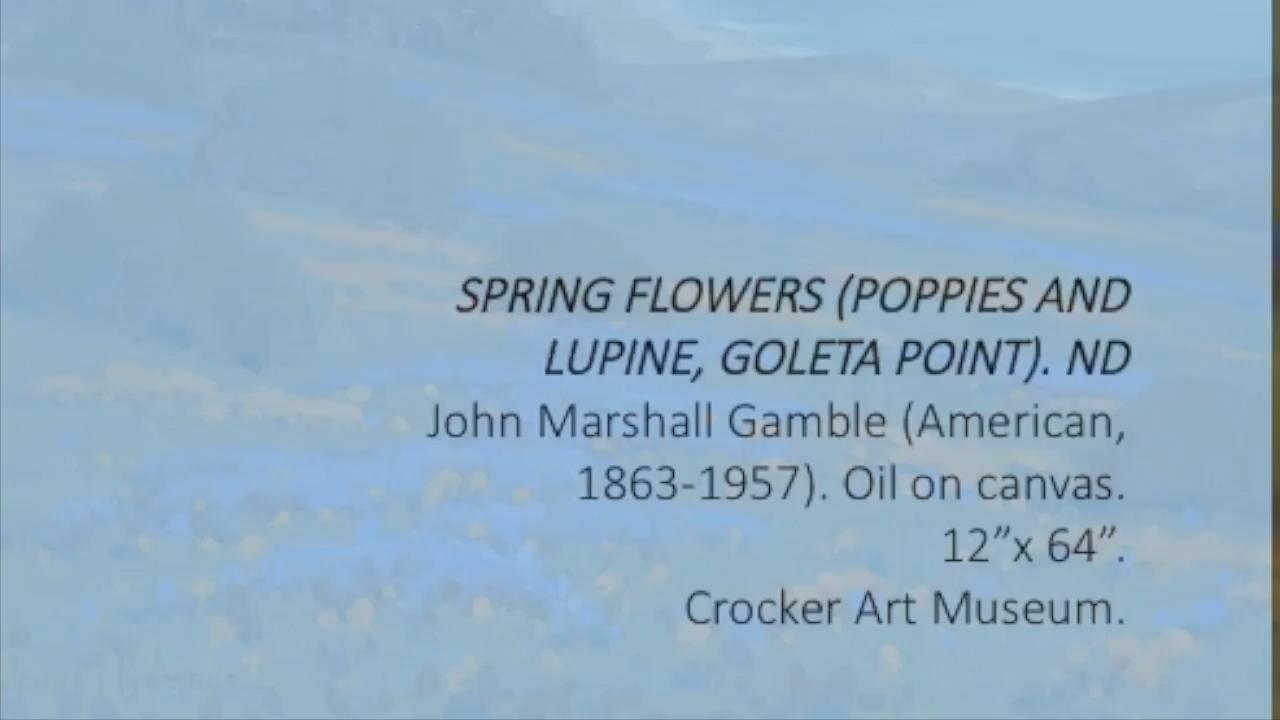 SPRING FLOWERS (POPPIES AND
LUPINE, GOLETA POINT). ND
John Marshall Gamble (American,
1863-1957). Oil on canvas.
12”x 64”.
Crocker Art Museum.